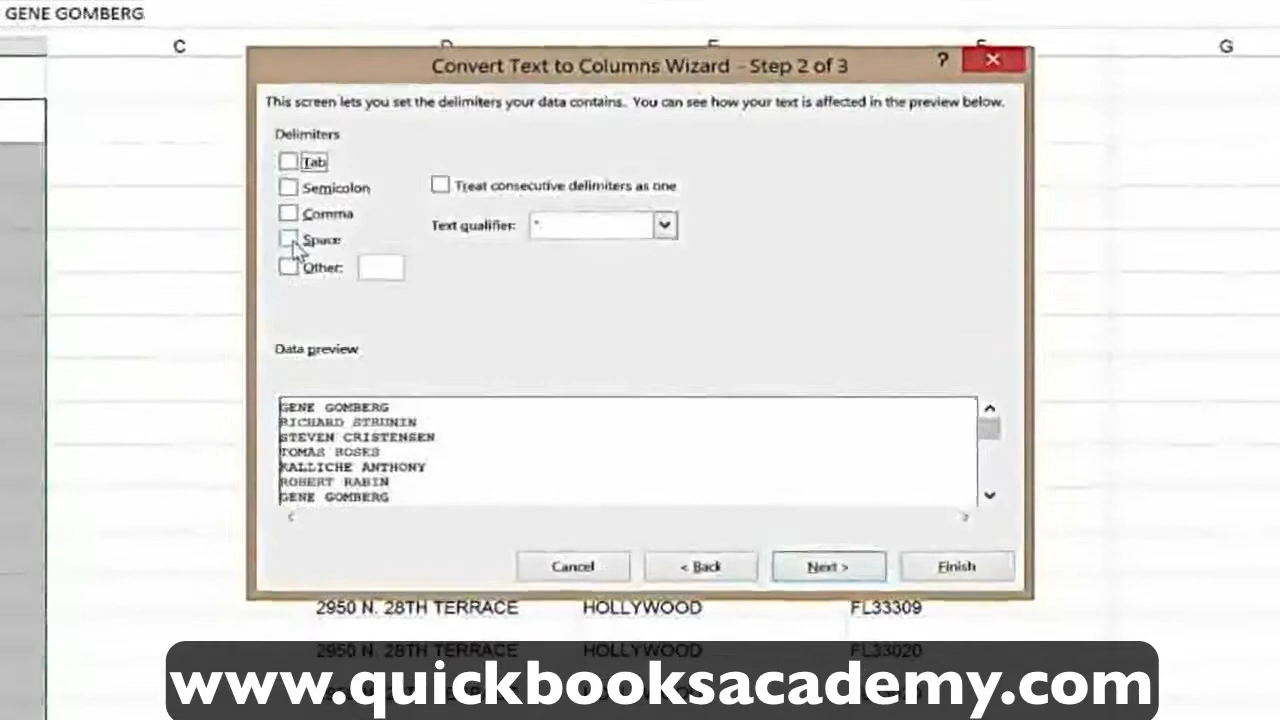 GENE GOMBERG
C D E F G
Convert Text to Columns Wizard - Step 2 of 3
?
This screen lets you set the delimiters your data contains. You can see how your text is affected in the preview below.
Delimiters
Tab
Semicolon
Treat consecutive delimiters as one
Comma
Text qualifier: "
Space
Other:
Data preview
GENE GOMBERG
RICHARD STRUNIN
STEVEN CRISTENSEN
TOMAS ROSES
KALLICHE ANTHONY
ROBERT RABIN
GENE GOMBERG
Cancel < Back Next > Finish
2950 N. 28TH TERRACE HOLLYWOOD FL33309
2950 N. 28TH TERRACE HOLLYWOOD FL33020
www.quickbooksacademy.com